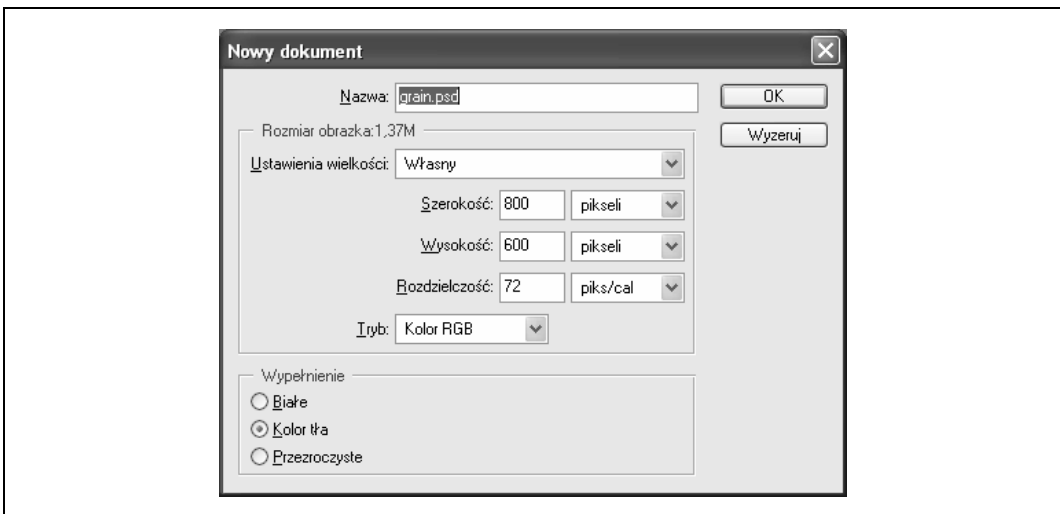 Nowy dokument
Nazwa: grain.psd
OK
Rozmiar obrazka:1,37M
Wyzeruj
Ustawienia wielkości: Własny
Szerokość: 800 pikseli
Wysokość: 600 pikseli
Rozdzielczość: 72 piks/cal
Tryb: Kolor RGB
Wypełnienie
Białe
Kolor tła
Przezroczyste